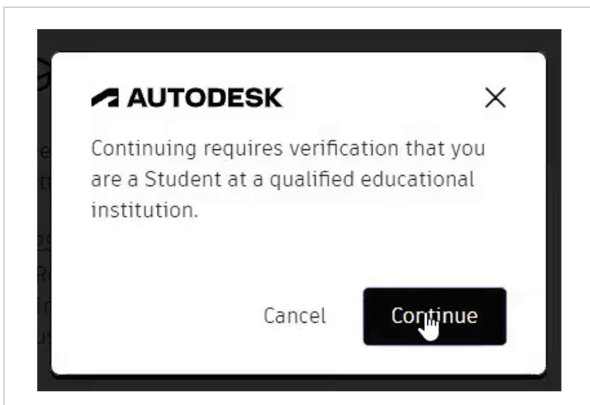 AUTODESK
Continuing requires verification that you
are a Student at a qualified educational
institution.
Cancel
Continue